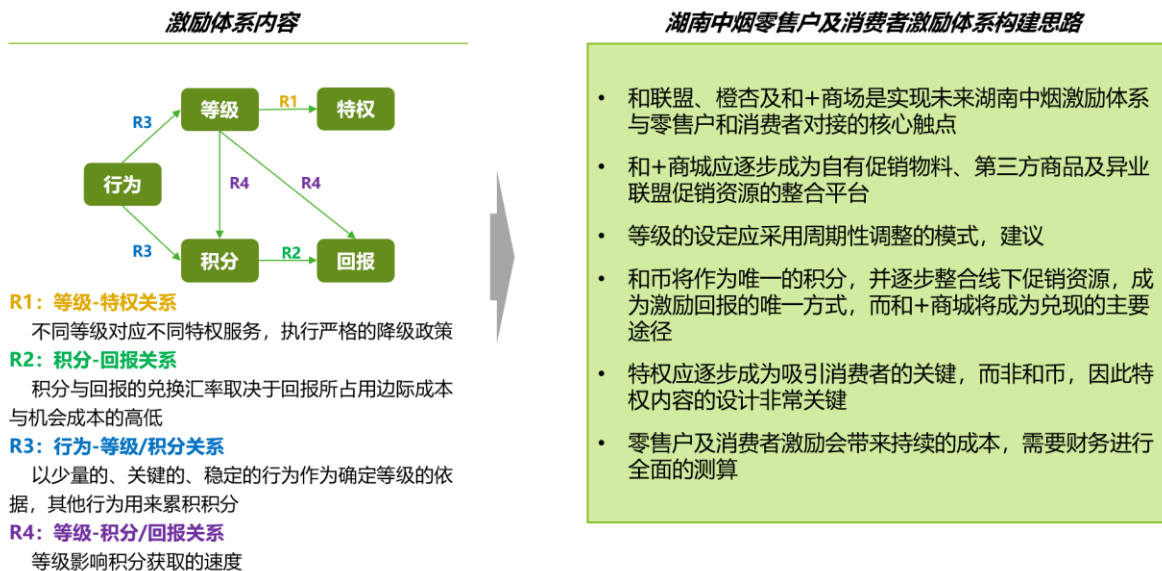 激励体系内容
等级
R1
特权
R3
行为
R4
R4
R3
积分
R2
回报
R1：等级-特权关系
不同等级对应不同特权服务，执行严格的降级政策
R2：积分-回报关系
积分与回报的兑换汇率取决于回报所占用边际成本
与机会成本的高低
R3：行为-等级/积分关系
以少量的、关键的、稳定的行为作为确定等级的依
据，其他行为用来累积积分
R4：等级-积分/回报关系
等级影响积分获取的速度
湖南中烟零售户及消费者激励体系构建思路
• 和联盟、橙杏及和+商场是实现未来湖南中烟激励体系
与零售户和消费者对接的核心触点
• 和+商城应逐步成为自有促销物料、第三方商品及异业
联盟促销资源的整合平台
• 等级的设定应采用周期性调整的模式，建议
• 和币将作为唯一的积分，并逐步整合线下促销资源，成
为激励回报的唯一方式，而和+商城将成为兑现的主要
途径
• 特权应逐步成为吸引消费者的关键，而非和币，因此特
权内容的设计非常关键
• 零售户及消费者激励会带来持续的成本，需要财务进行
全面的测算